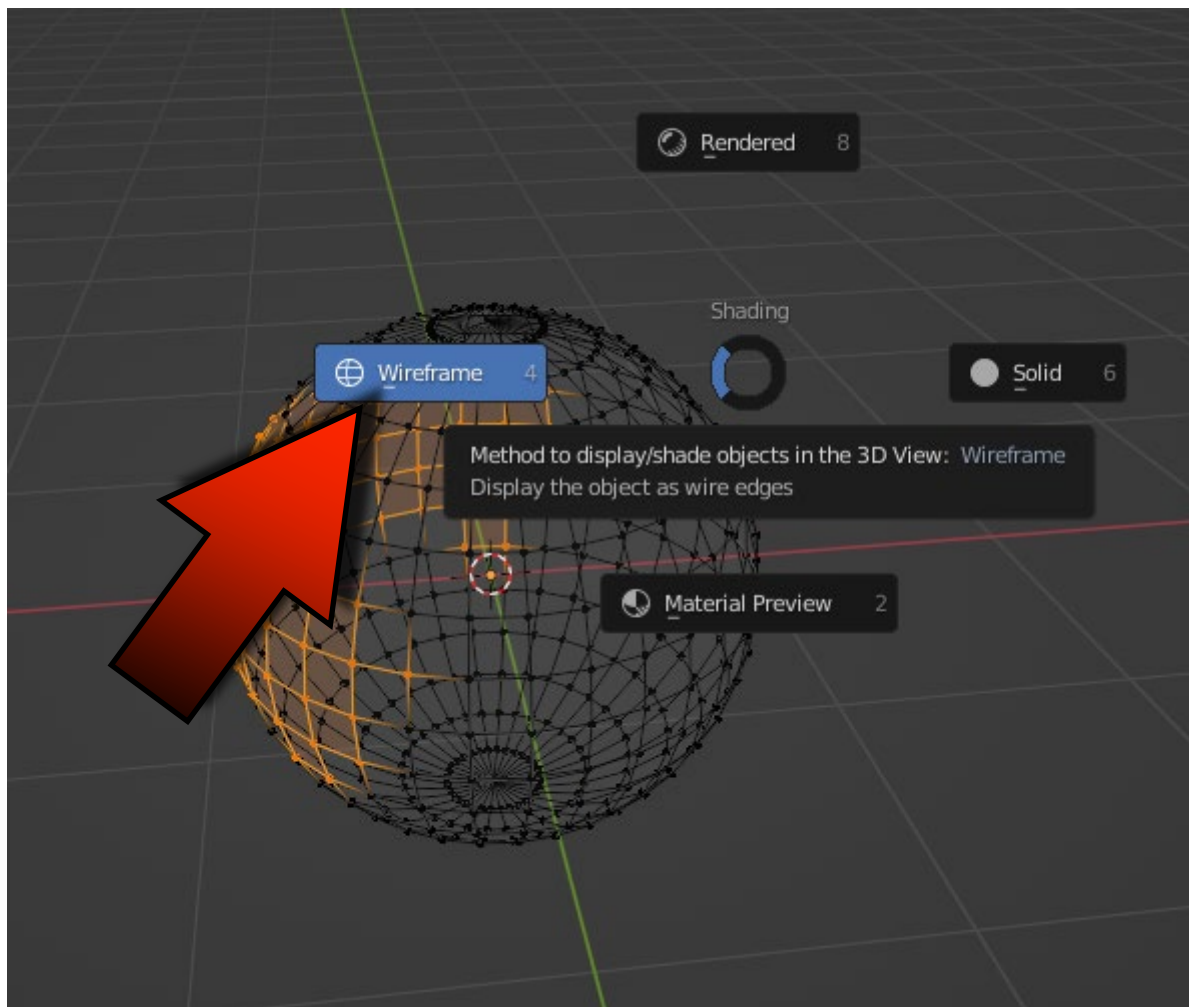 Rendered 8
Shading
Wireframe 4
Solid 6
Method to display/shade objects in the 3D View: Wireframe
Display the object as wire edges
Material Preview 2